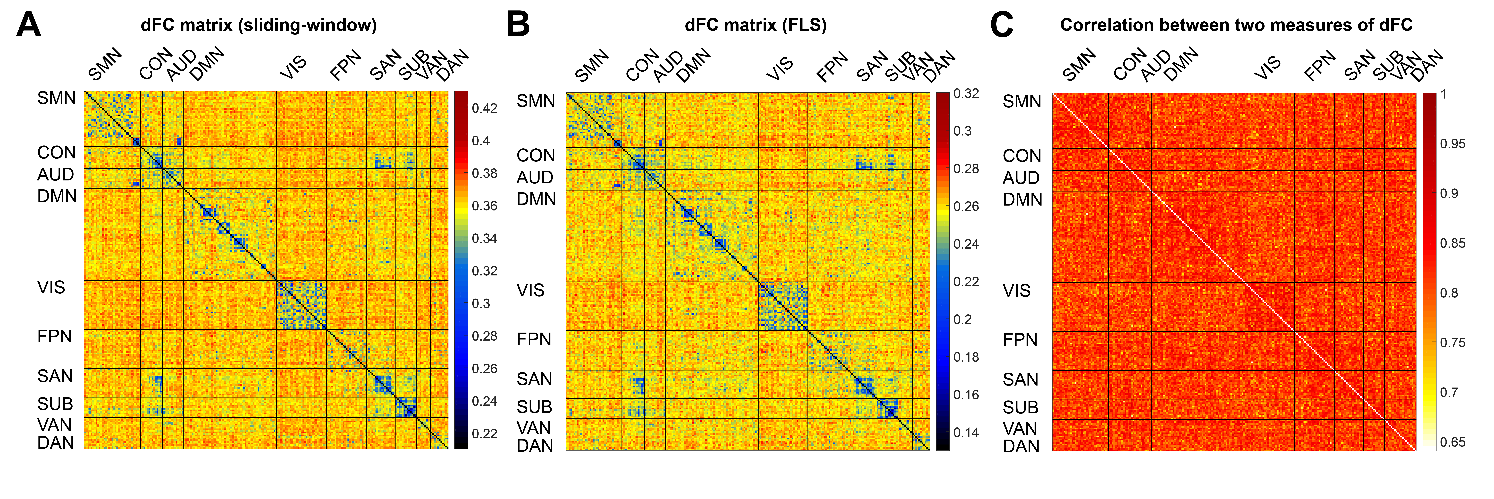 A
dFC matrix (sliding-window)
SMN
CON
AUD
DMN
VIS
FPN
SAN
SUB
VAN
DAN
SMN
CON
AUD
DMN
VIS
FPN
SAN
SUB
VAN
DAN
0.42
0.4
0.38
0.36
0.34
0.32
0.3
0.28
0.26
0.24
0.22
B
dFC matrix (FLS)
SMN
CON
AUD
DMN
VIS
FPN
SAN
SUB
VAN
DAN
SMN
CON
AUD
DMN
VIS
FPN
SAN
SUB
VAN
DAN
0.32
0.3
0.28
0.26
0.24
0.22
0.2
0.18
0.16
0.14
C
Correlation between two measures of dFC
SMN
CON
AUD
DMN
VIS
FPN
SAN
SUB
VAN
DAN
SMN
CON
AUD
DMN
VIS
FPN
SAN
SUB
VAN
DAN
1
0.95
0.9
0.85
0.8
0.75
0.7
0.65